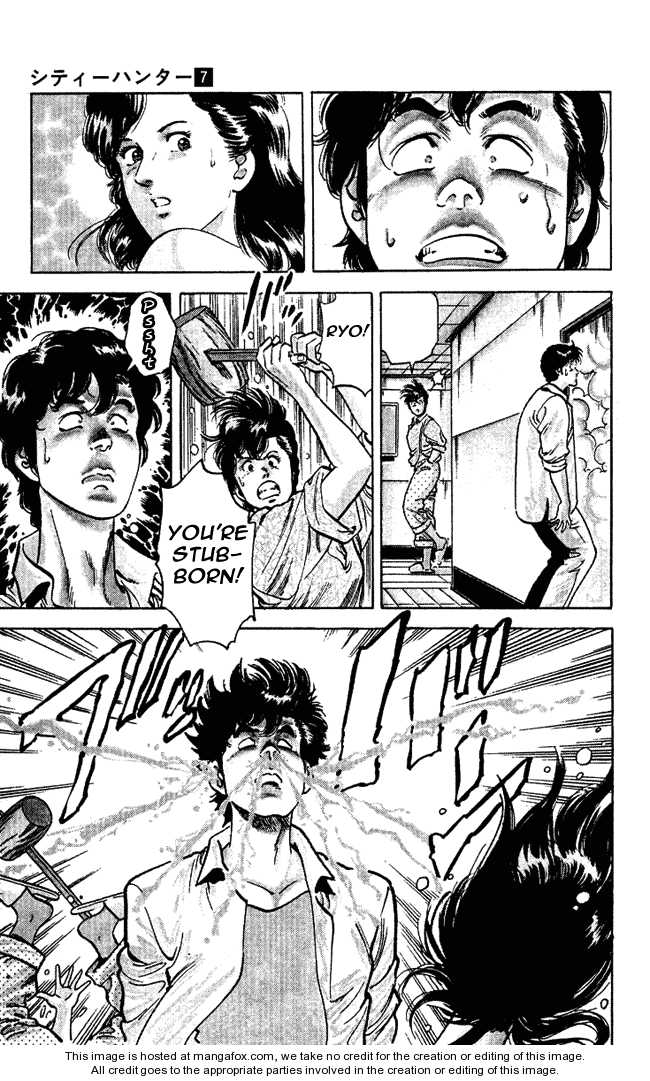 シティーハンター 7
RYO!
Pssht
YOU'RE
STUB-
BORN!
This image is hosted at mangafox.com, we take no credit for the creation or editing of this image.
All credit goes to the appropriate parties involved in the creation or editing of this image.